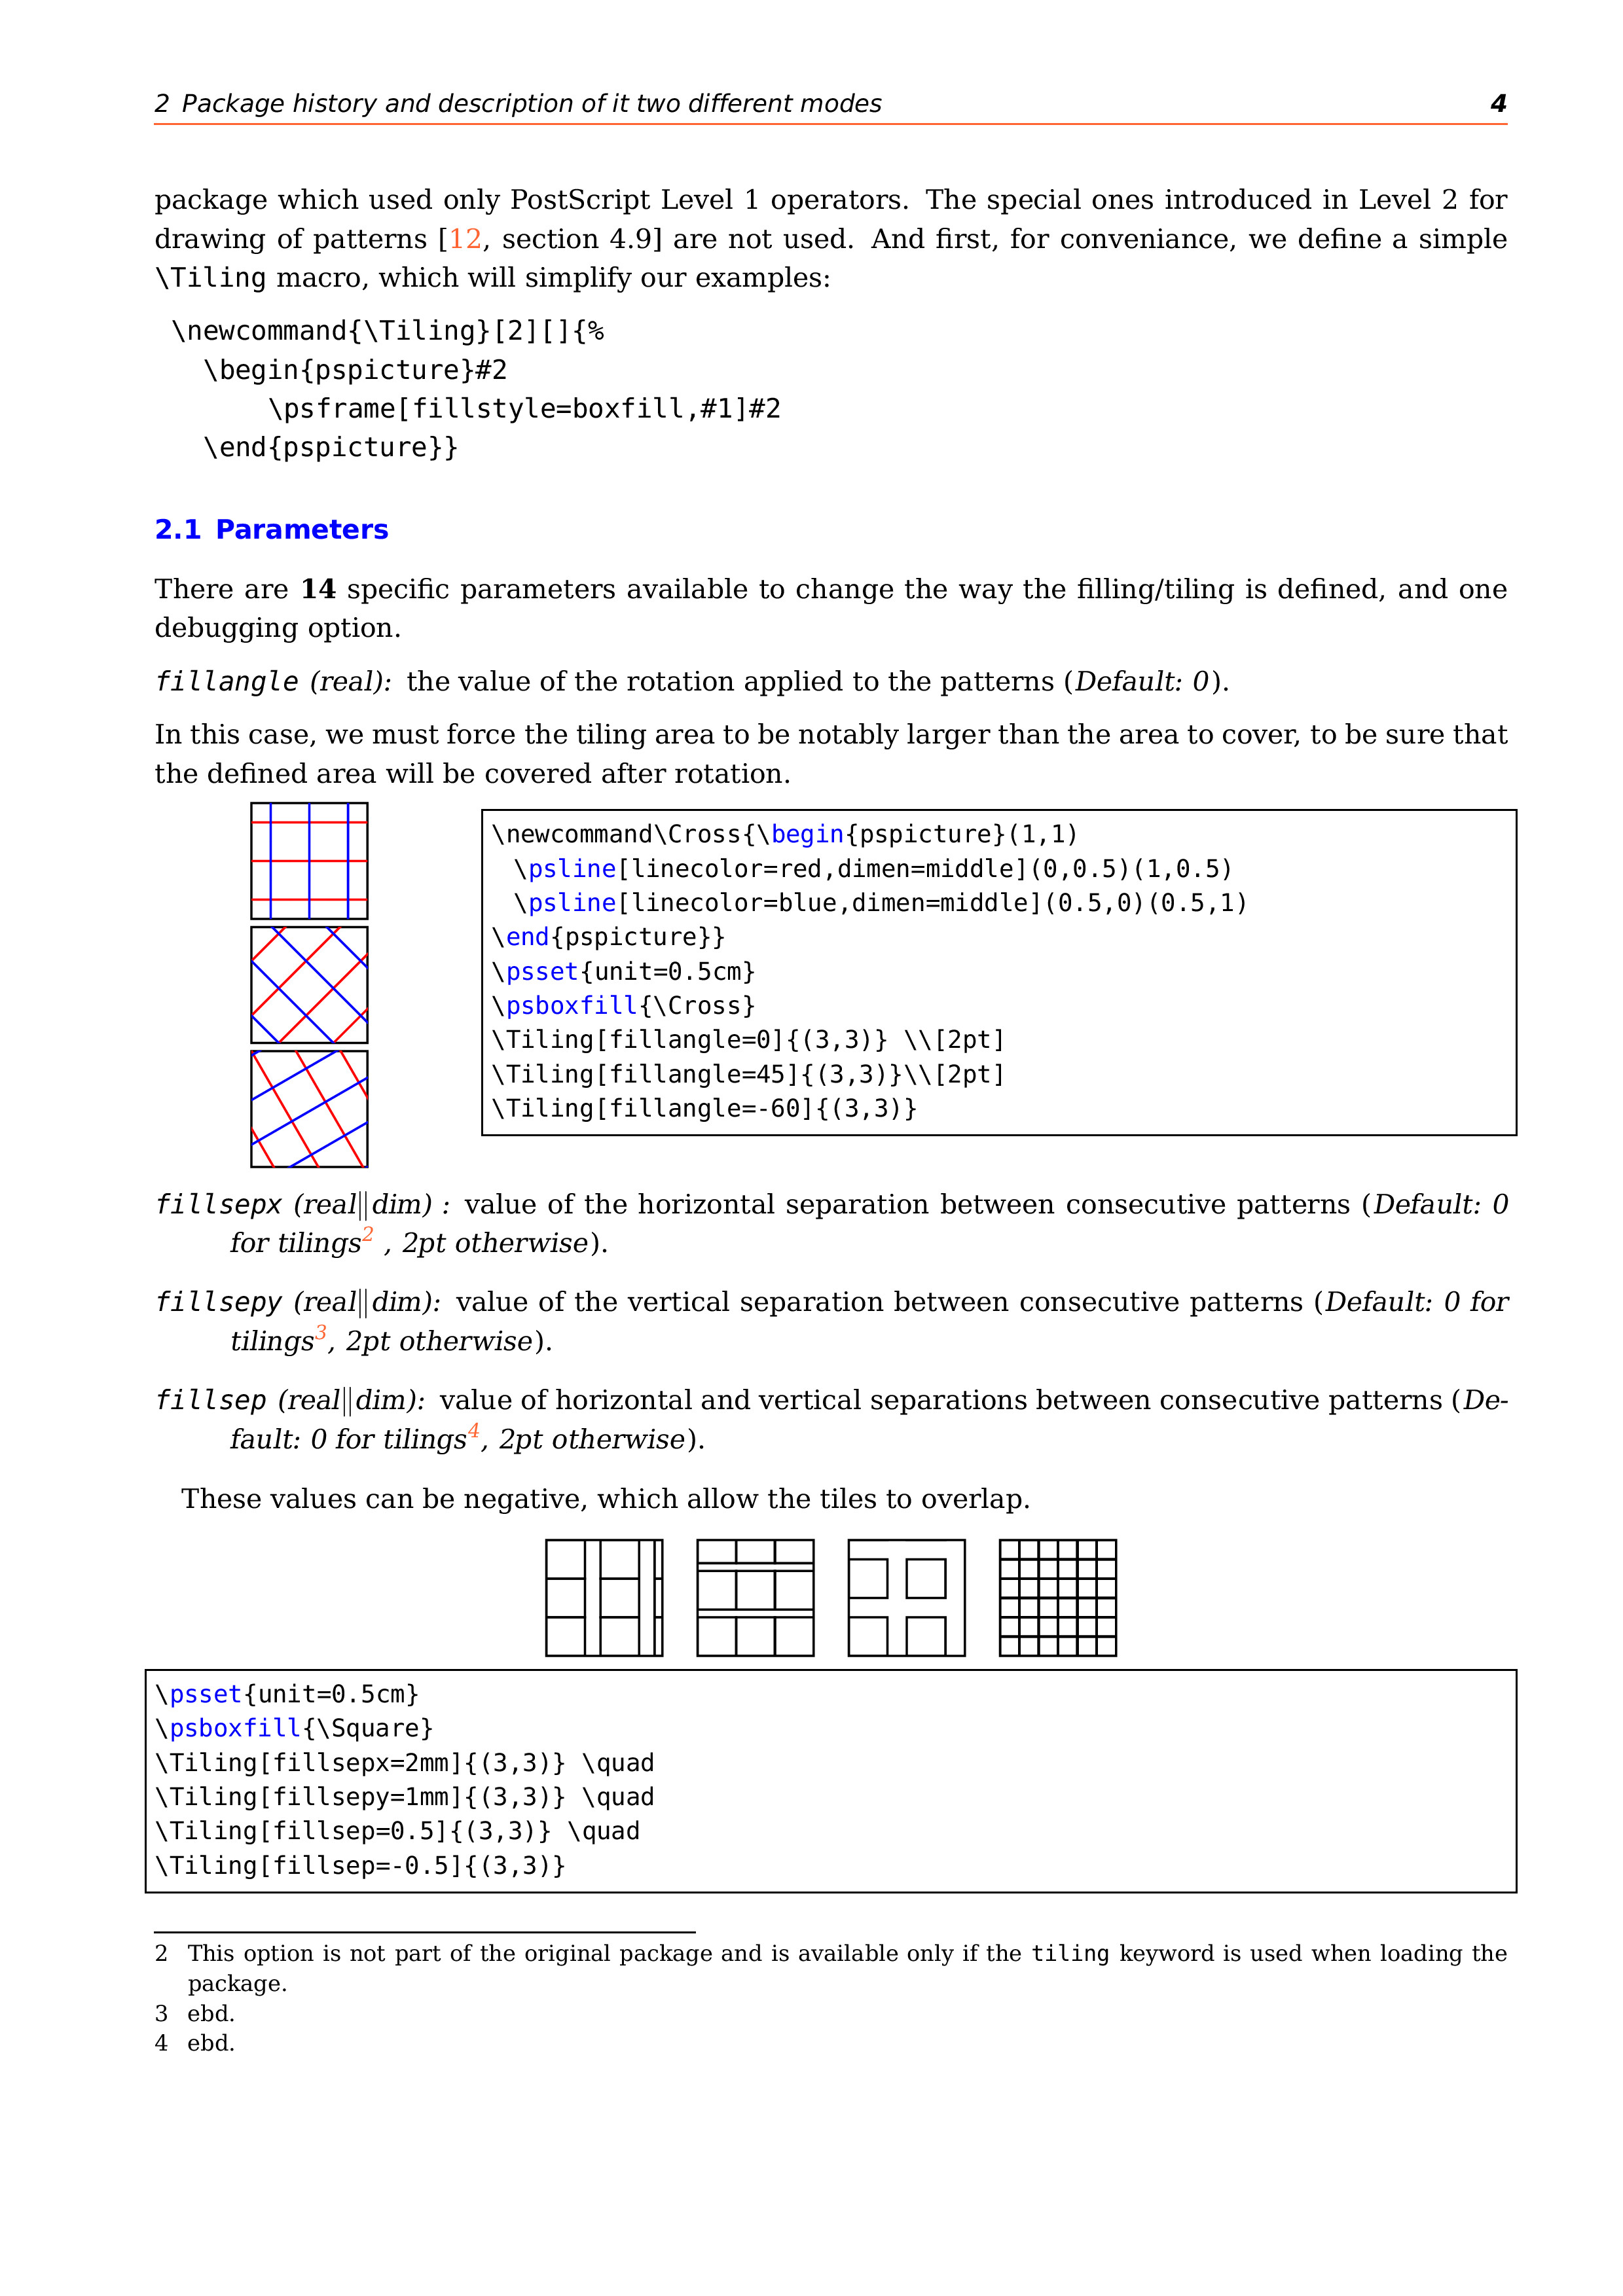 2 Package history and description of it two different modes 4
package which used only PostScript Level 1 operators. The special ones introduced in Level 2 for
drawing of patterns [12, section 4.9] are not used. And first, for conveniance, we define a simple
\Tiling macro, which will simplify our examples:
\newcommand{\Tiling}[2][]{%
  \begin{pspicture}#2
      \psframe[fillstyle=boxfill,#1]#2
  \end{pspicture}}
2.1 Parameters
There are 14 specific parameters available to change the way the filling/tiling is defined, and one
debugging option.
fillangle (real): the value of the rotation applied to the patterns (Default: 0).
In this case, we must force the tiling area to be notably larger than the area to cover, to be sure that
the defined area will be covered after rotation.
\newcommand\Cross{\begin{pspicture}(1,1)
  \psline[linecolor=red,dimen=middle](0,0.5)(1,0.5)
  \psline[linecolor=blue,dimen=middle](0.5,0)(0.5,1)
\end{pspicture}}
\psset{unit=0.5cm}
\psboxfill{\Cross}
\Tiling[fillangle=0]{(3,3)} \\[2pt]
\Tiling[fillangle=45]{(3,3)}\\[2pt]
\Tiling[fillangle=-60]{(3,3)}
fillsepx (real‖dim) : value of the horizontal separation between consecutive patterns (Default: 0
for tilings2 , 2pt otherwise).
fillsepy (real‖dim): value of the vertical separation between consecutive patterns (Default: 0 for
tilings3, 2pt otherwise).
fillsep (real‖dim): value of horizontal and vertical separations between consecutive patterns (De-
fault: 0 for tilings4, 2pt otherwise).
These values can be negative, which allow the tiles to overlap.
\psset{unit=0.5cm}
\psboxfill{\Square}
\Tiling[fillsepx=2mm]{(3,3)} \quad
\Tiling[fillsepy=1mm]{(3,3)} \quad
\Tiling[fillsep=0.5]{(3,3)} \quad
\Tiling[fillsep=-0.5]{(3,3)}
2 This option is not part of the original package and is available only if the tiling keyword is used when loading the
package.
3 ebd.
4 ebd.